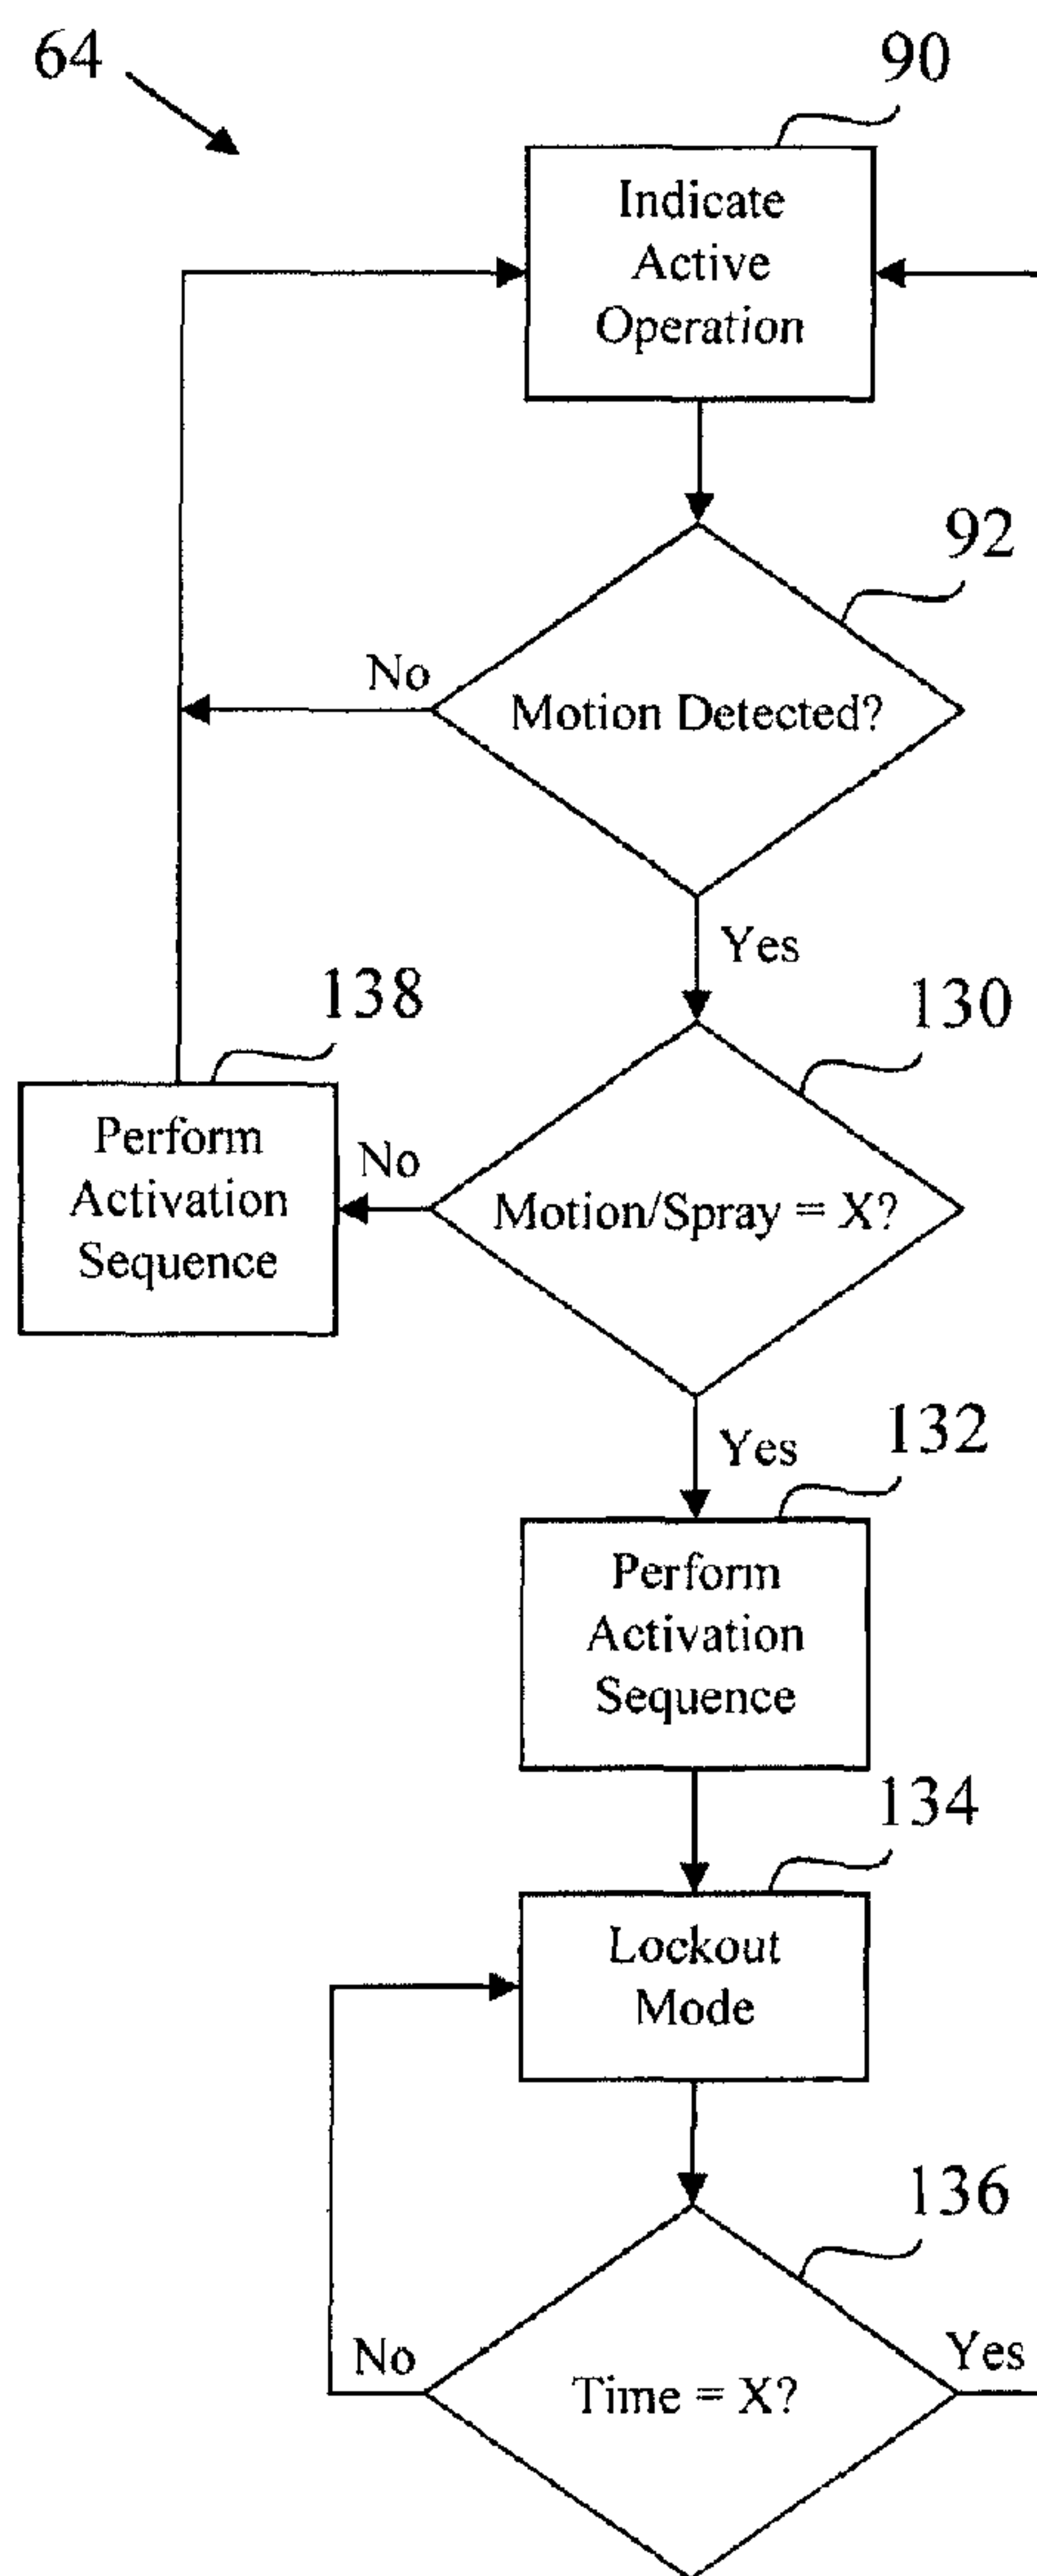 64
90
Indicate
Active
Operation
92
No
Motion Detected?
Yes
138
130
Perform
Activation
Sequence
No
Motion/Spray = X?
Yes
132
Perform
Activation
Sequence
134
Lockout
Mode
136
No
Time = X?
Yes